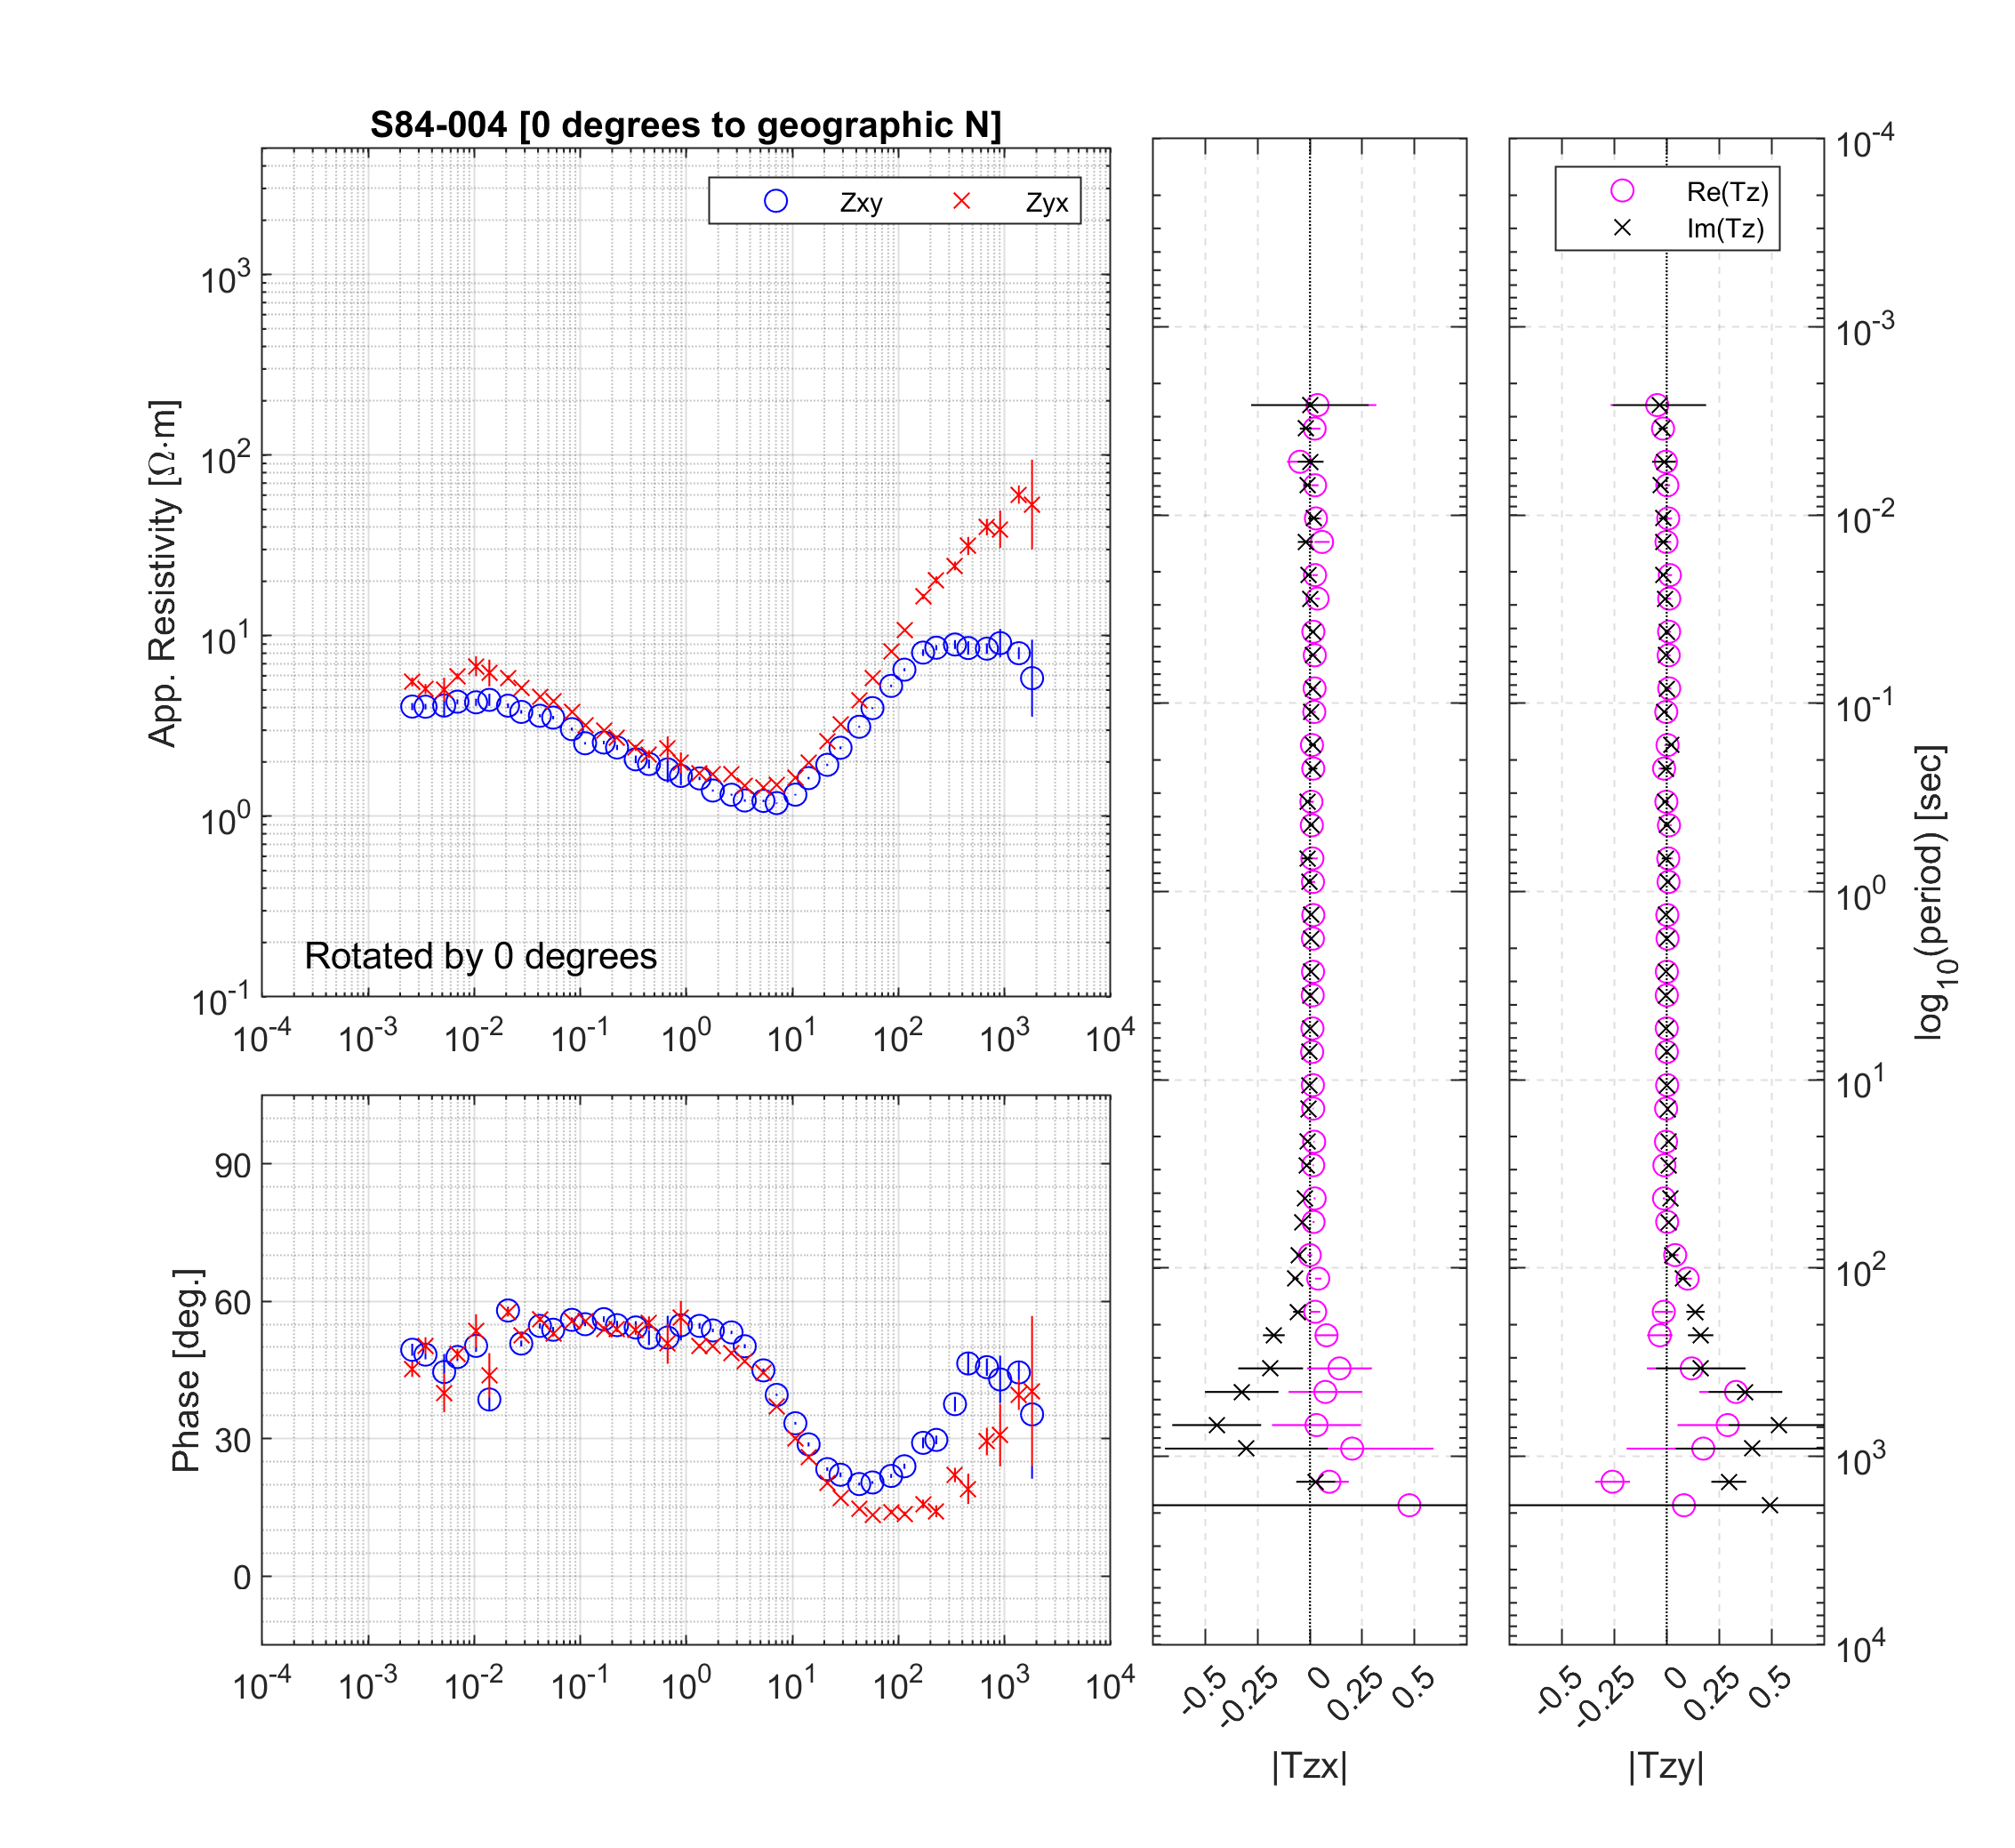 S84-004 [0 degrees to geographic N]
Zxy Zyx
App. Resistivity [Ω·m]
10^3
10^2
10^1
10^0
10^-1
Rotated by 0 degrees
10^-4 10^-3 10^-2 10^-1 10^0 10^1 10^2 10^3 10^4
Phase [deg.]
90
60
30
0
10^-4 10^-3 10^-2 10^-1 10^0 10^1 10^2 10^3 10^4
-0.5 -0.25 0 0.25 0.5
|Tzx|
Re(Tz)
Im(Tz)
10^-4
10^-3
10^-2
10^-1
10^0
10^1
10^2
10^3
10^4
log10(period) [sec]
-0.5 -0.25 0 0.25 0.5
|Tzy|